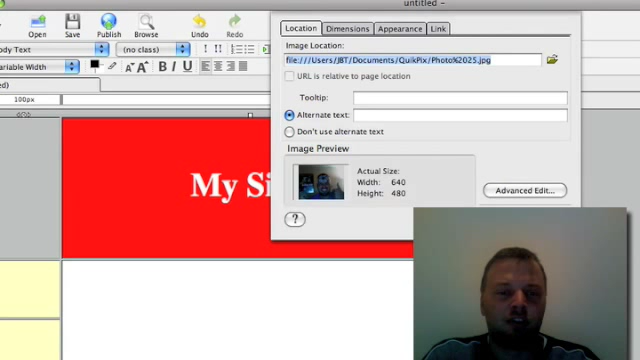 untitled -
Open Save Publish Undo Redo Browse
ody Text (no class) ! !!
ariable Width A A A A B I U
d)
100px
Location Dimensions Appearance Link
Image Location:
file:///Users/JBT/Documents/QuikPix/Photo%2025.jpg
URL is relative to page location
Tooltip:
Alternate text:
Don't use alternate text
Image Preview
Actual Size:
Width: 640
Height: 480
Advanced Edit...
?
My Si